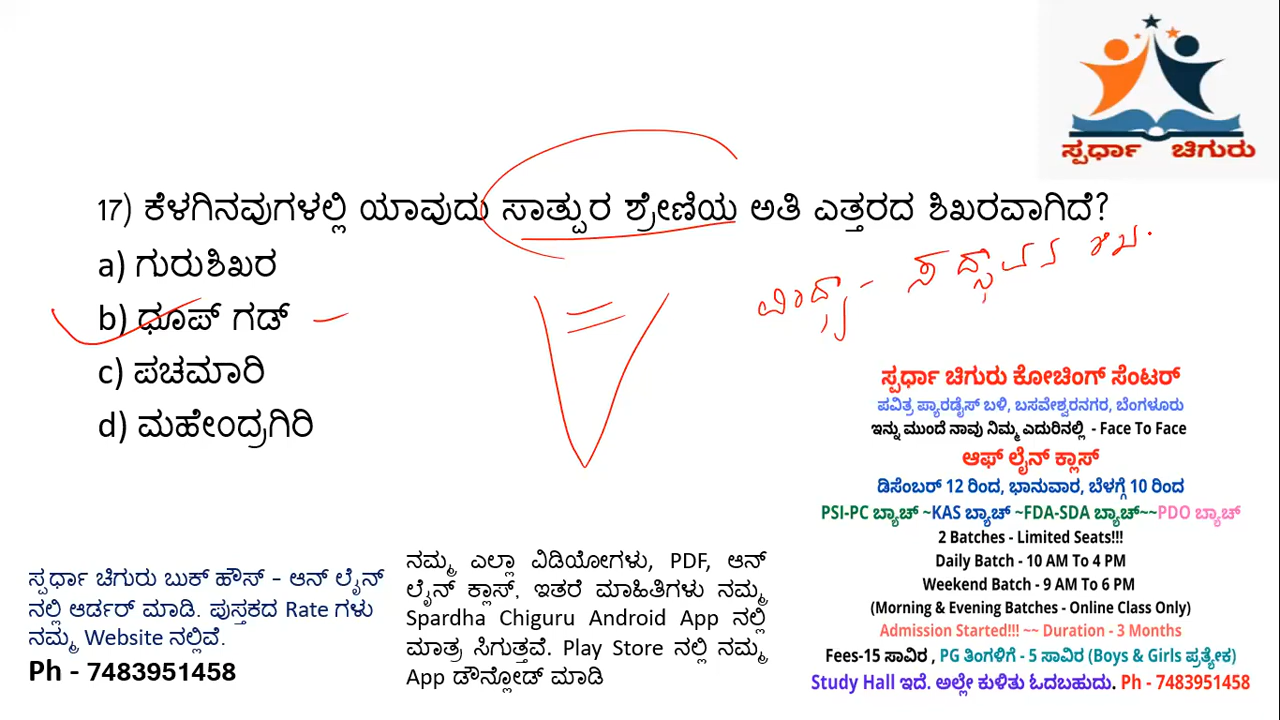 ಸ್ಪರ್ಧಾ ಚಿಗುರು
17) ಕೆಳಗಿನವುಗಳಲ್ಲಿ ಯಾವುದು ಸಾತ್ಪುರ ಶ್ರೇಣಿಯ ಅತಿ ಎತ್ತರದ ಶಿಖರವಾಗಿದೆ?
a) ಗುರುಶಿಖರ
b) ಧೂಪ್ ಗಡ್
c) ಪಚಮಾರಿ
d) ಮಹೇಂದ್ರಗಿರಿ
ಸ್ಪರ್ಧಾ ಚಿಗುರು ಕೋಚಿಂಗ್ ಸೆಂಟರ್
ಪವಿತ್ರ ಪ್ಯಾರಡೈಸ್ ಬಳಿ, ಬಸವೇಶ್ವರನಗರ, ಬೆಂಗಳೂರು
ಇನ್ನು ಮುಂದೆ ನಾವು ನಿಮ್ಮ ಎದುರಿನಲ್ಲಿ - Face To Face
ಆಫ್ ಲೈನ್ ಕ್ಲಾಸ್
ಡಿಸೆಂಬರ್ 12 ರಿಂದ, ಭಾನುವಾರ, ಬೆಳಗ್ಗೆ 10 ರಿಂದ
PSI-PC ಬ್ಯಾಚ್ ~KAS ಬ್ಯಾಚ್ ~FDA-SDA ಬ್ಯಾಚ್~~PDO ಬ್ಯಾಚ್
2 Batches - Limited Seats!!!
Daily Batch - 10 AM To 4 PM
Weekend Batch - 9 AM To 6 PM
(Morning & Evening Batches - Online Class Only)
Admission Started!!! ~~ Duration - 3 Months
Fees-15 ಸಾವಿರ , PG ತಿಂಗಳಿಗೆ - 5 ಸಾವಿರ (Boys & Girls ಪ್ರತ್ಯೇಕ)
Study Hall ಇದೆ. ಅಲ್ಲೇ ಕುಳಿತು ಓದಬಹುದು. Ph - 7483951458
ಸ್ಪರ್ಧಾ ಚಿಗುರು ಬುಕ್ ಹೌಸ್ – ಆನ್ ಲೈನ್
ನಲ್ಲಿ ಆರ್ಡರ್ ಮಾಡಿ. ಪುಸ್ತಕದ Rate ಗಳು
ನಮ್ಮ Website ನಲ್ಲಿವೆ.
Ph - 7483951458
ನಮ್ಮ ಎಲ್ಲಾ ವಿಡಿಯೋಗಳು, PDF, ಆನ್
ಲೈನ್ ಕ್ಲಾಸ್, ಇತರೆ ಮಾಹಿತಿಗಳು ನಮ್ಮ
Spardha Chiguru Android App ನಲ್ಲಿ
ಮಾತ್ರ ಸಿಗುತ್ತವೆ. Play Store ನಲ್ಲಿ ನಮ್ಮ
App ಡೌನ್ಲೋಡ್ ಮಾಡಿ